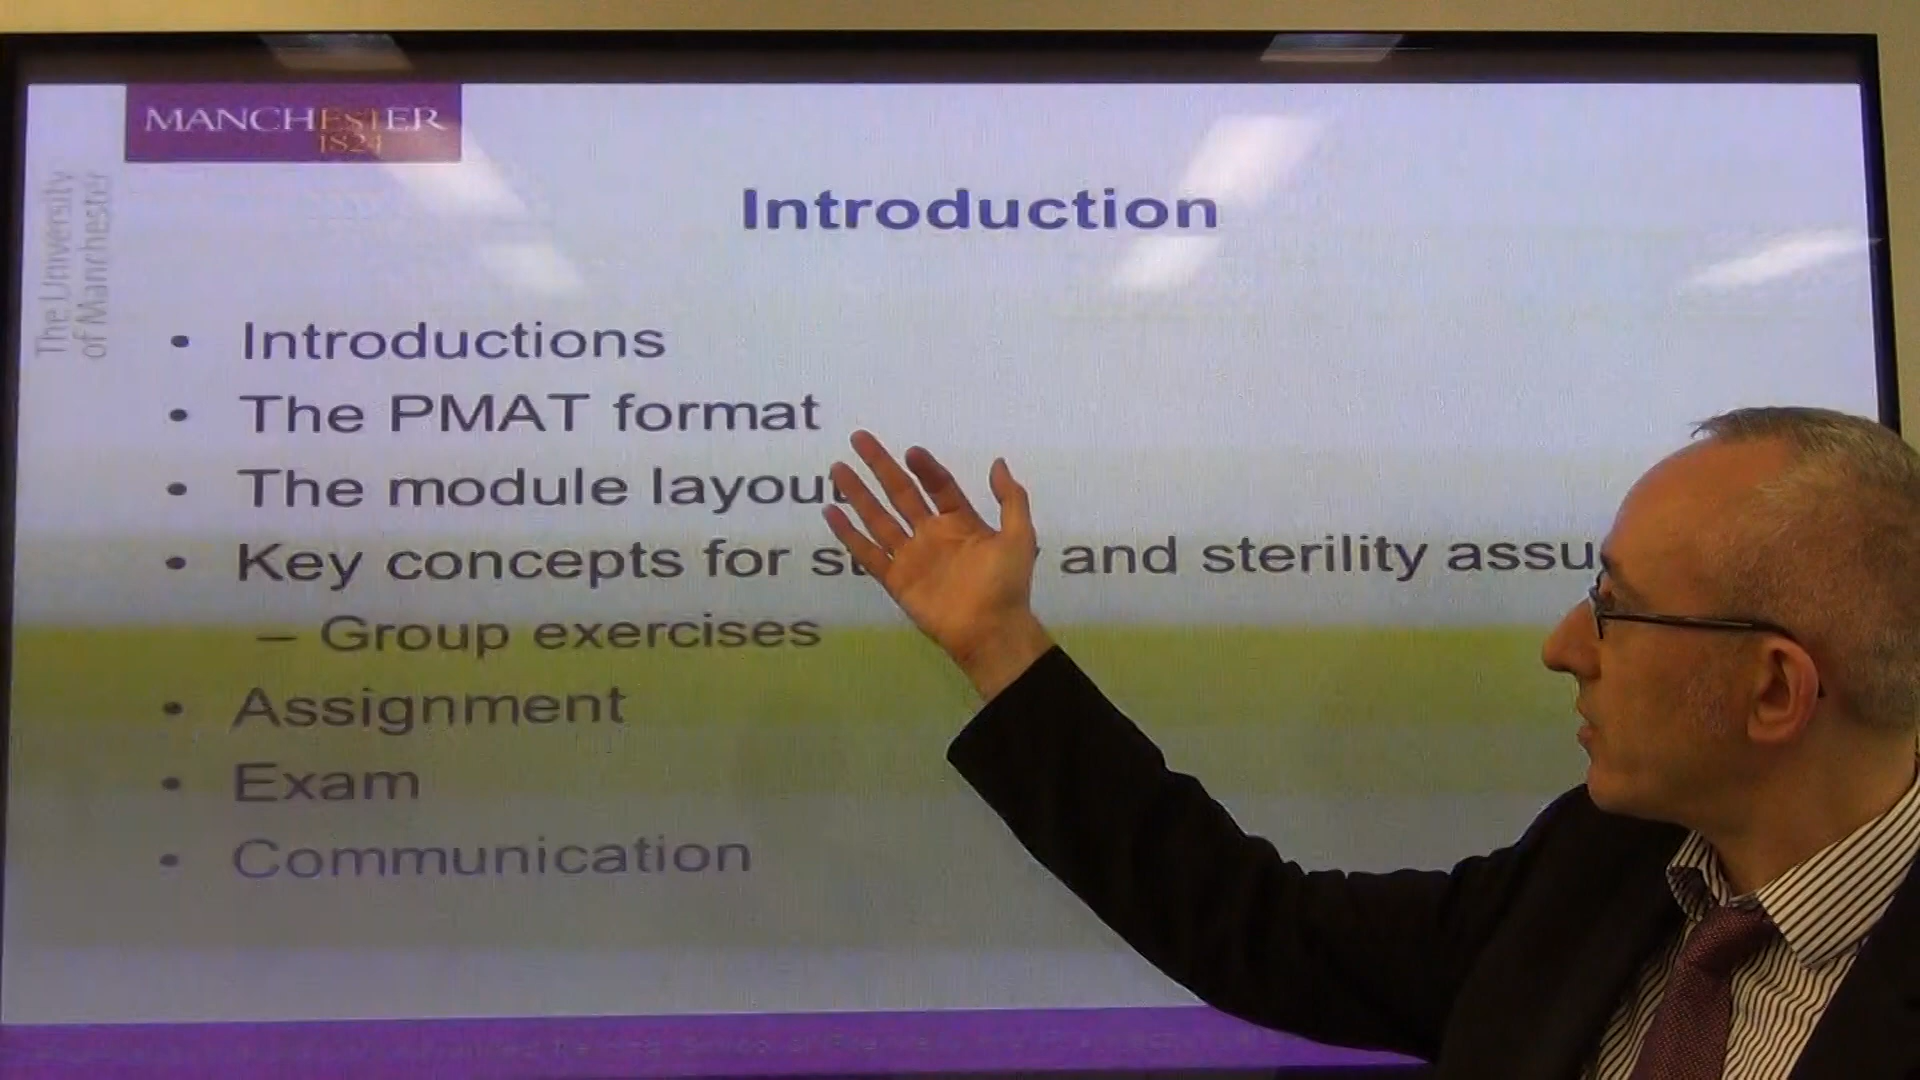 MANCHESTER
1824
The University
of Manchester
Introduction
• Introductions
• The PMAT format
• The module layout
• Key concepts for and sterility
– Group exercises
• Assignment
• Exam
• Communication